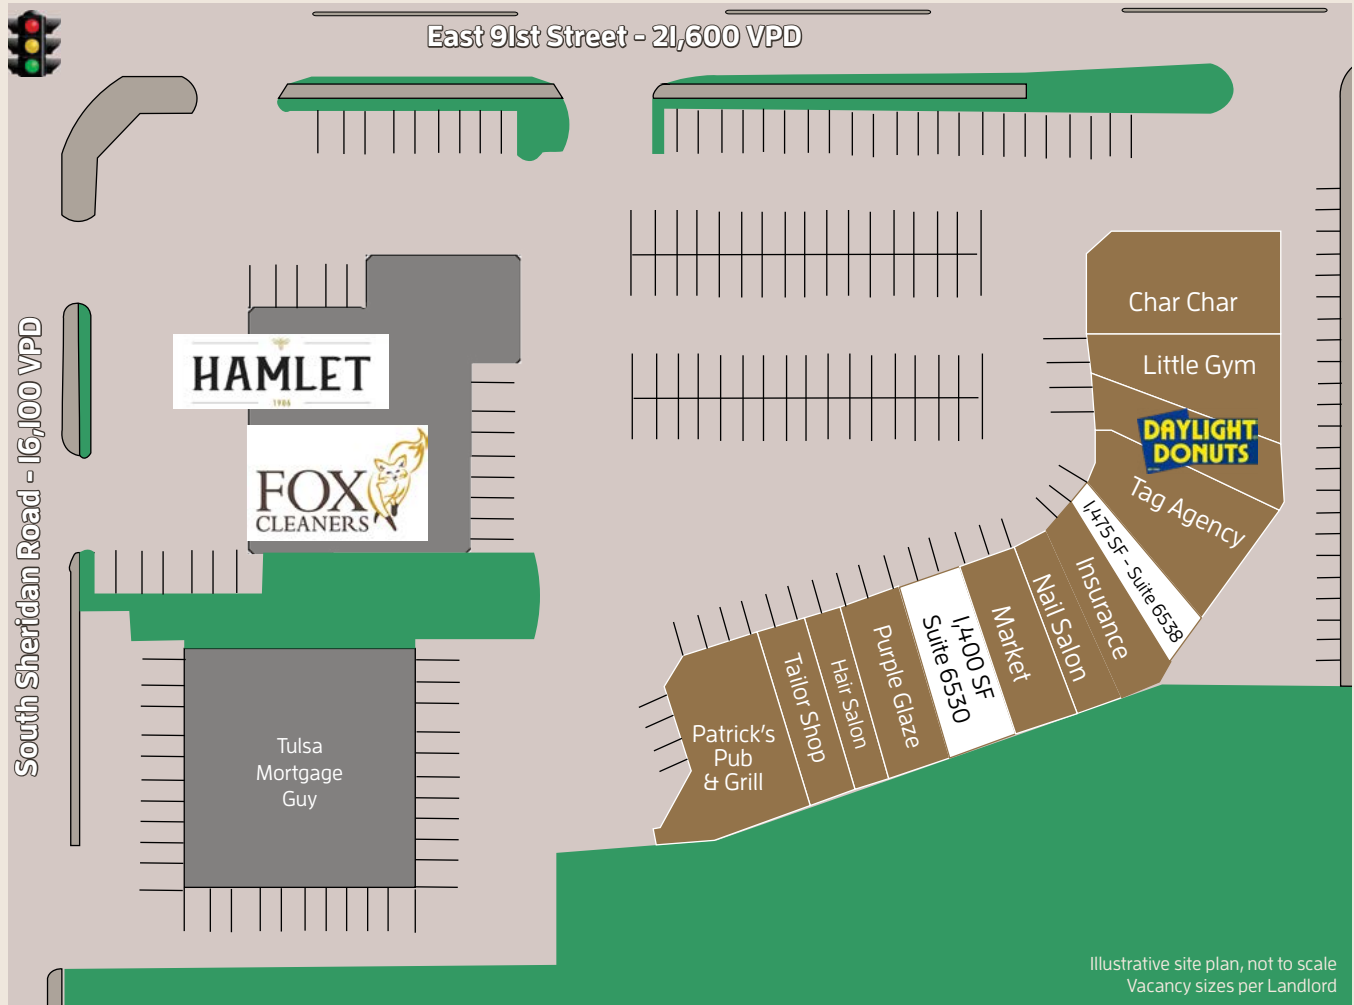 East 91st Street - 21,600 VPD
South Sheridan Road - 16,100 VPD
HAMLET
1986
FOX
CLEANERS
Tulsa
Mortgage
Guy
Char Char
Little Gym
DAYLIGHT
DONUTS
Tag Agency
1,475 SF - Suite 6538
Insurance
Nail Salon
Market
1,400 SF
Suite 6530
Purple Glaze
Hair Salon
Tailor Shop
Patrick's
Pub
& Grill
Illustrative site plan, not to scale
Vacancy sizes per Landlord